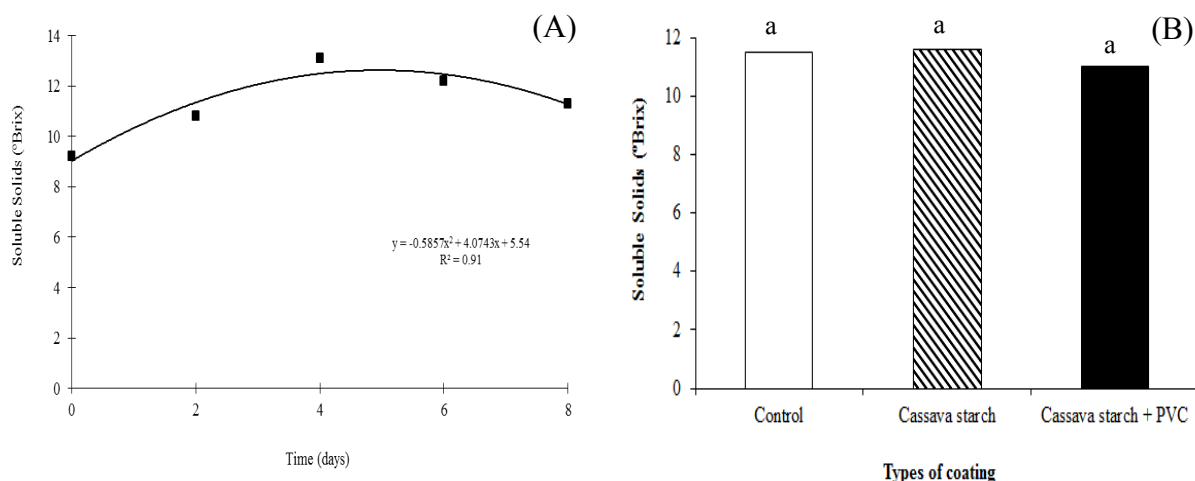 (A)
14
12
10
8
6
4
2
0
Soluble Solids (ºBrix)
y = -0.5857x² + 4.0743x + 5.54
R² = 0.91
0 2 4 6 8
Time (days)
(B)
12
10
8
6
4
2
0
Soluble Solids (ºBrix)
a a a
Control Cassava starch Cassava starch + PVC
Types of coating